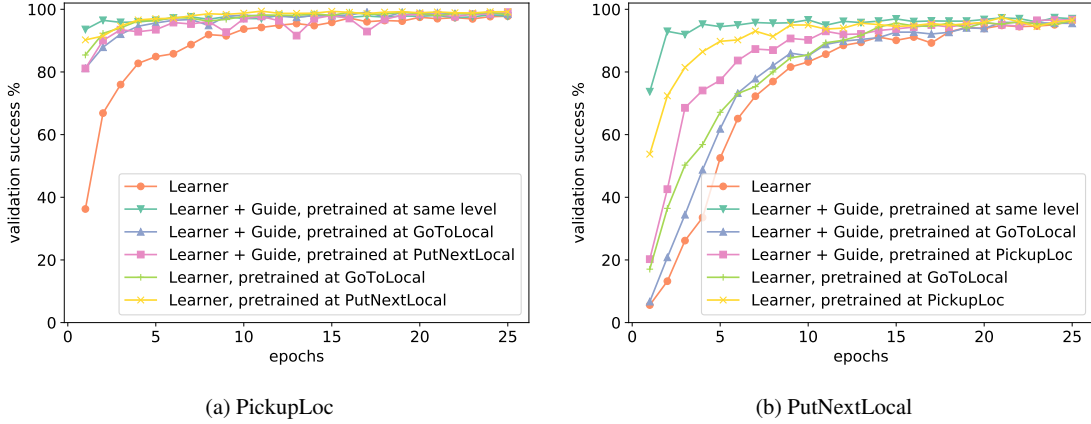 100
80
60
40
20
0
validation success %
0
5
10
15
20
25
epochs
Learner
Learner + Guide, pretrained at same level
Learner + Guide, pretrained at GoToLocal
Learner + Guide, pretrained at PutNextLocal
Learner, pretrained at GoToLocal
Learner, pretrained at PutNextLocal
(a) PickupLoc
100
80
60
40
20
0
validation success %
0
5
10
15
20
25
epochs
Learner
Learner + Guide, pretrained at same level
Learner + Guide, pretrained at GoToLocal
Learner + Guide, pretrained at PickupLoc
Learner, pretrained at GoToLocal
Learner, pretrained at PickupLoc
(b) PutNextLocal